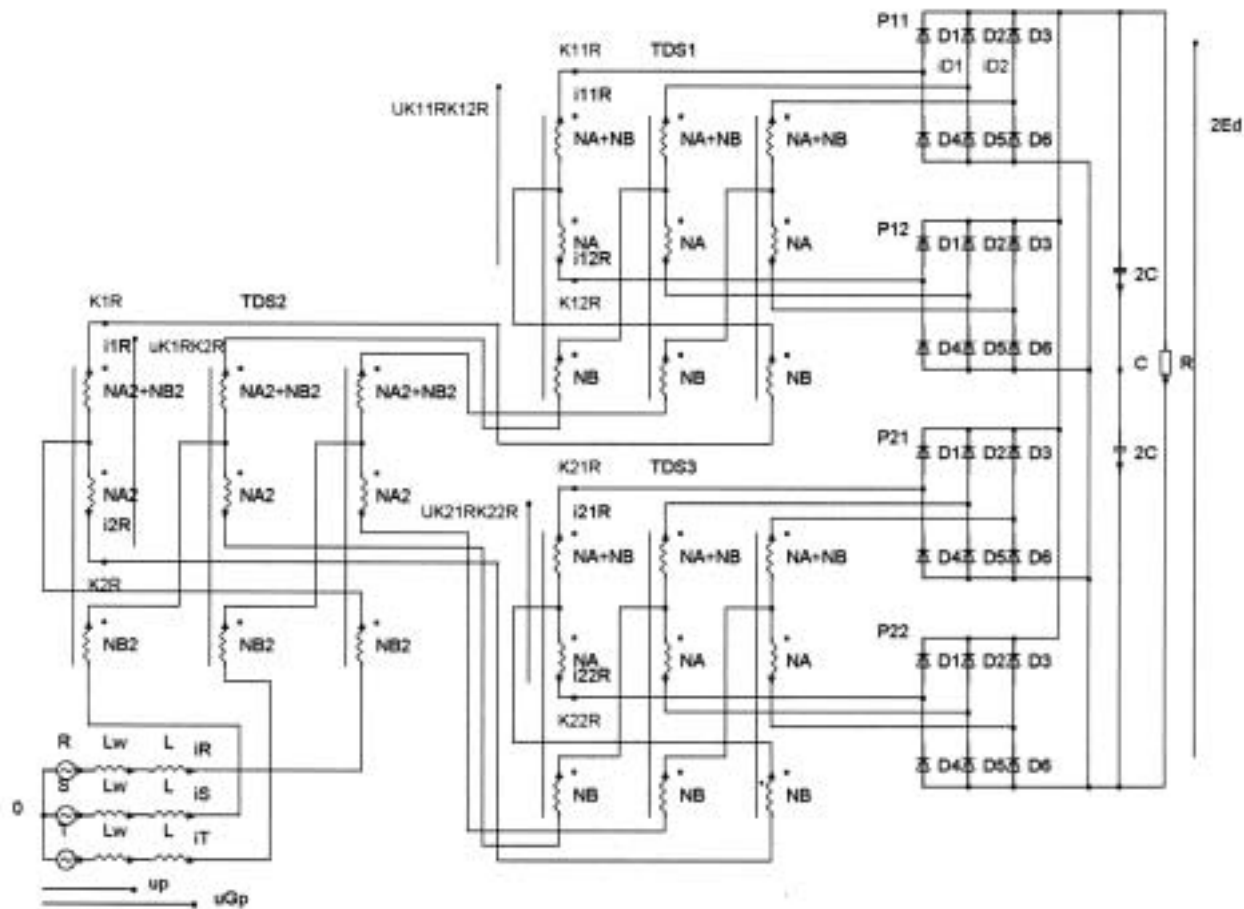 P11 D1 D2 D3
K11R TDS1 iD1 iD2
i11R
UK11RK12R
2Ed
NA+NB NA+NB NA+NB D4 D5 D6
P12 D1 D2 D3
NA NA NA
i12R
K12R
2C
K1R TDS2
i1R uK1RK2R
D4 D5 D6
C R
NB NB NB
NA2+NB2 NA2+NB2 NA2+NB2
P21 D1 D2 D3
2C
K21R TDS3
NA2 NA2 NA2
UK21RK22R i21R
i2R
NA+NB NA+NB NA+NB D4 D5 D6
K2R
NB2 NB2 NB2
P22 D1 D2 D3
NA NA NA
i22R
K22R
R Lw L iR
D4 D5 D6
S Lw L iS
NB NB NB
0
T Lw L iT
up
uGp